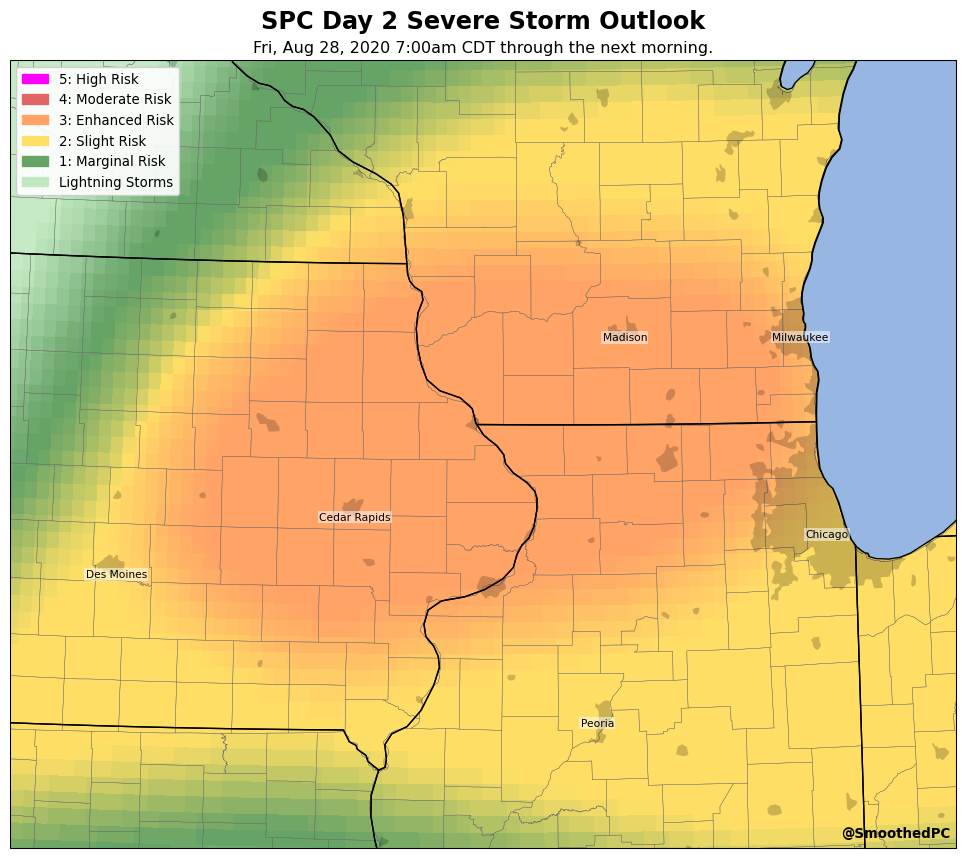 SPC Day 2 Severe Storm Outlook
Fri, Aug 28, 2020 7:00am CDT through the next morning.
5: High Risk
4: Moderate Risk
3: Enhanced Risk
2: Slight Risk
1: Marginal Risk
Lightning Storms
Madison
Milwaukee
Cedar Rapids
Chicago
Des Moines
Peoria
@SmoothedPC